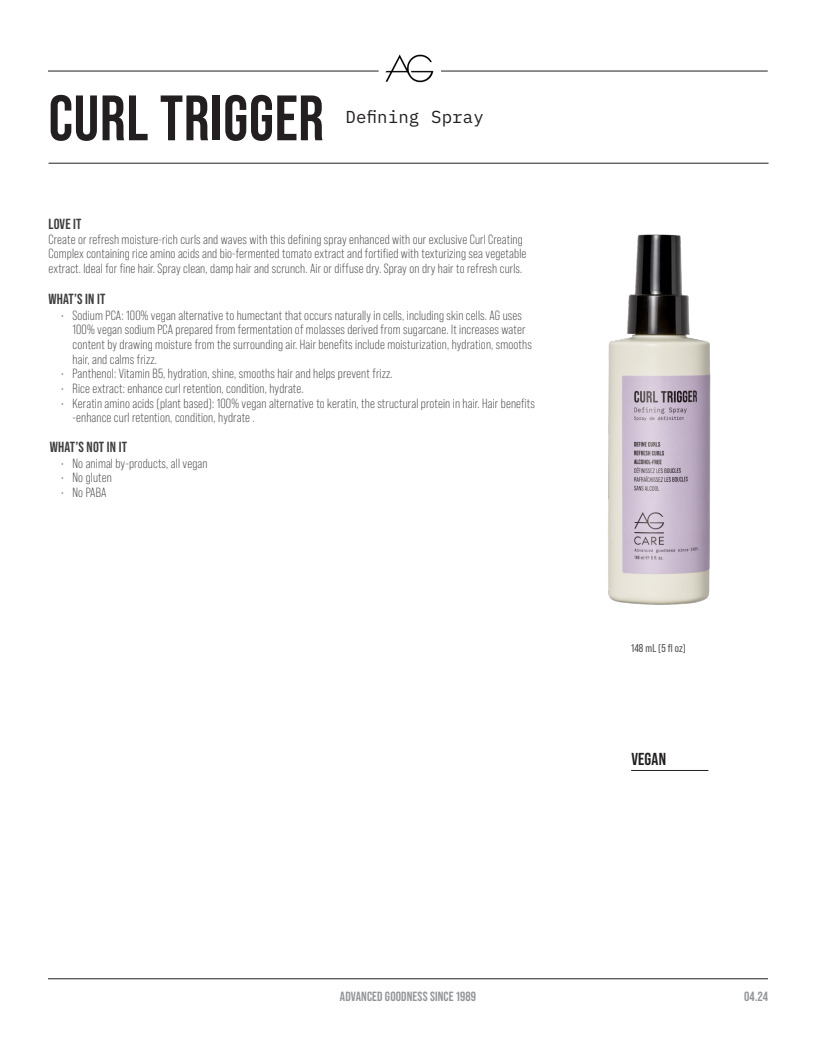 AG
CURL TRIGGER Defining Spray
LOVE IT
Create or refresh moisture-rich curls and waves with this defining spray enhanced with our exclusive Curl Creating
Complex containing rice amino acids and bio-fermented tomato extract and fortified with texturizing sea vegetable
extract. Ideal for fine hair. Spray clean, damp hair and scrunch. Air or diffuse dry. Spray on dry hair to refresh curls.
WHAT'S IN IT
· Sodium PCA: 100% vegan alternative to humectant that occurs naturally in cells, including skin cells. AG uses
100% vegan sodium PCA prepared from fermentation of molasses derived from sugarcane. It increases water
content by drawing moisture from the surrounding air. Hair benefits include moisturization, hydration, smooths
hair, and calms frizz.
· Panthenol: Vitamin B5, hydration, shine, smooths hair and helps prevent frizz.
· Rice extract: enhance curl retention, condition, hydrate.
· Keratin amino acids (plant based): 100% vegan alternative to keratin, the structural protein in hair. Hair benefits
-enhance curl retention, condition, hydrate .
WHAT'S NOT IN IT
· No animal by-products, all vegan
· No gluten
· No PABA
CURL TRIGGER
Defining Spray
Spray de définition
DEFINE CURLS
REFRESH CURLS
ALCOHOL-FREE
DÉFINISSEZ LES BOUCLES
RAFRAÎCHISSEZ LES BOUCLES
SANS ALCOOL
AG
CARE
Advanced goodness since 1989.
148 ml e 5 fl. oz.
148 mL (5 fl oz)
VEGAN
ADVANCED GOODNESS SINCE 1989
04.24